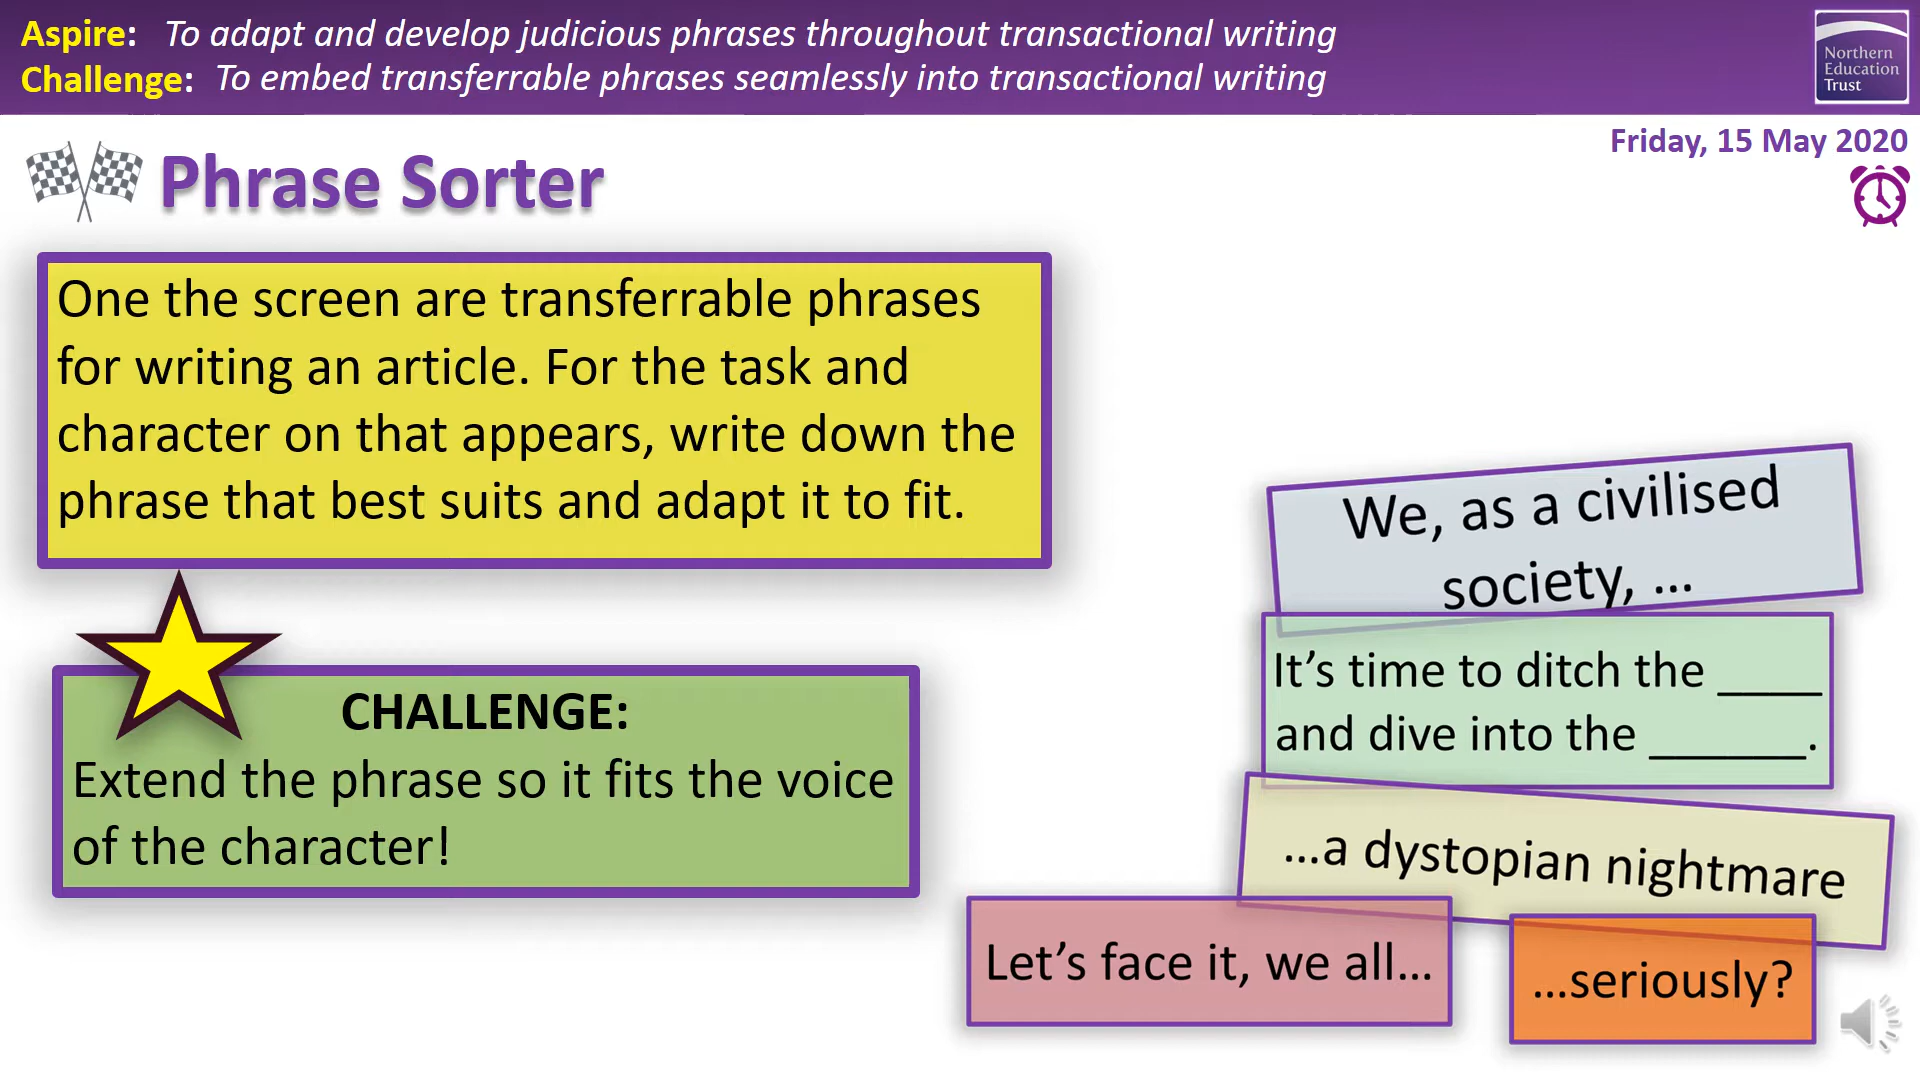 Aspire: To adapt and develop judicious phrases throughout transactional writing
Challenge: To embed transferrable phrases seamlessly into transactional writing
Northern
Education
Trust
Friday, 15 May 2020
Phrase Sorter
One the screen are transferrable phrases
for writing an article. For the task and
character on that appears, write down the
phrase that best suits and adapt it to fit.
CHALLENGE:
Extend the phrase so it fits the voice
of the character!
We, as a civilised
society, ...
It’s time to ditch the ____
and dive into the ______.
...a dystopian nightmare
Let’s face it, we all...
...seriously?